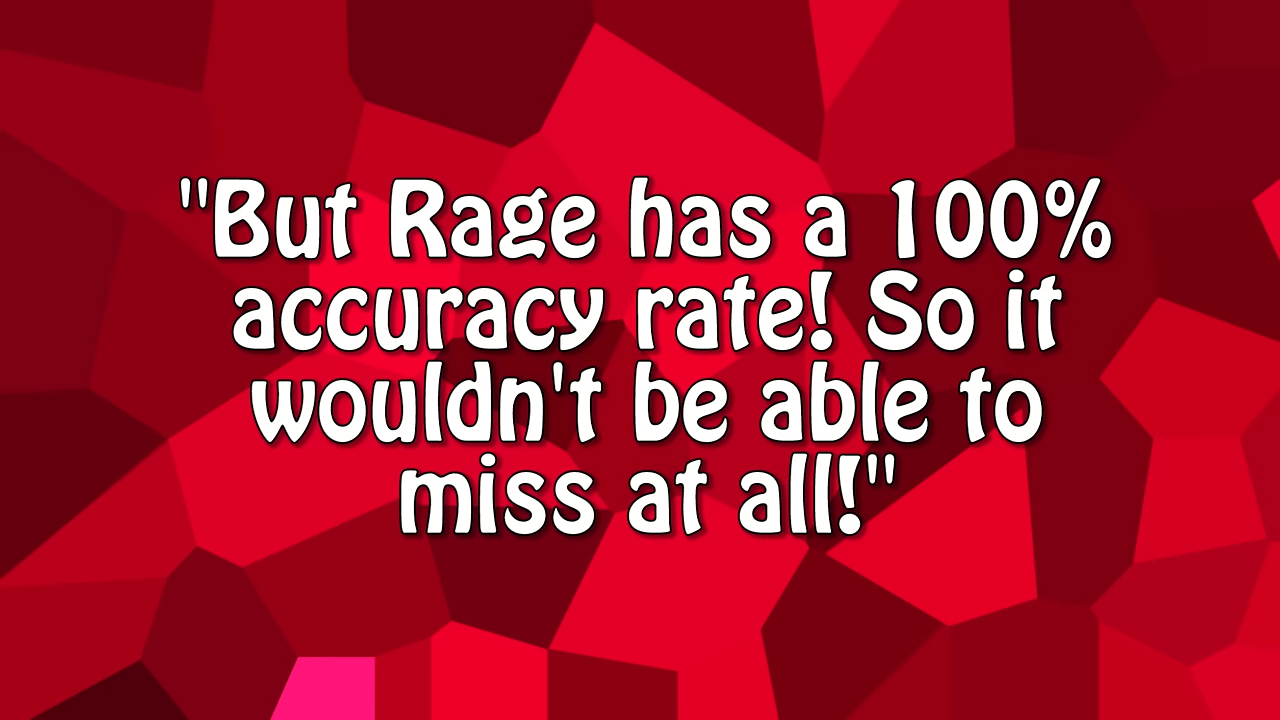 "But Rage has a 100%
accuracy rate! So it
wouldn't be able to
miss at all!"